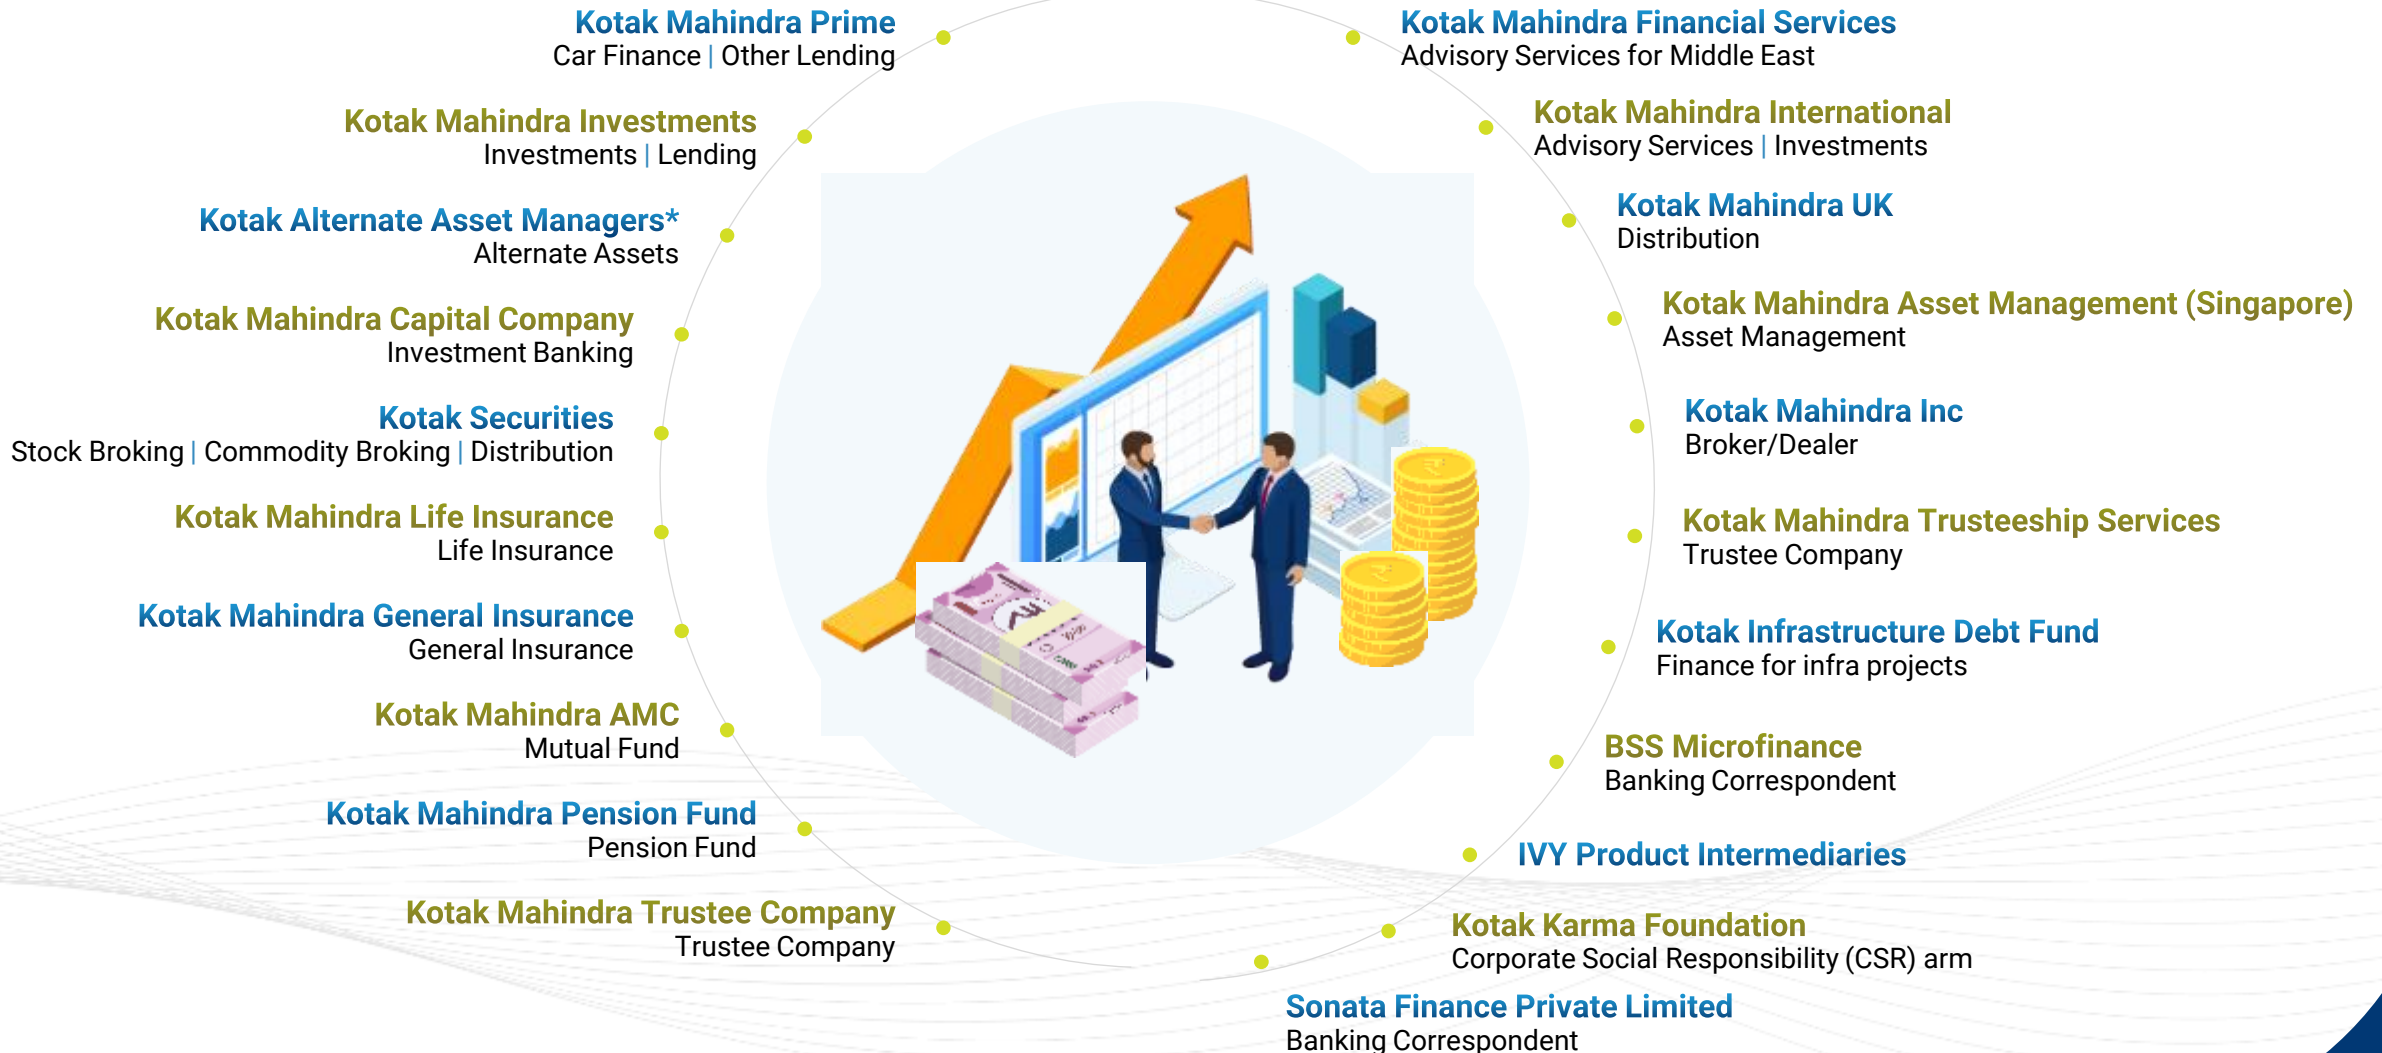 Kotak Mahindra Prime
Car Finance | Other Lending
Kotak Mahindra Investments
Investments | Lending
Kotak Alternate Asset Managers*
Alternate Assets
Kotak Mahindra Capital Company
Investment Banking
Kotak Securities
Stock Broking | Commodity Broking | Distribution
Kotak Mahindra Life Insurance
Life Insurance
Kotak Mahindra General Insurance
General Insurance
Kotak Mahindra AMC
Mutual Fund
Kotak Mahindra Pension Fund
Pension Fund
Kotak Mahindra Trustee Company
Trustee Company
Kotak Mahindra Financial Services
Advisory Services for Middle East
Kotak Mahindra International
Advisory Services | Investments
Kotak Mahindra UK
Distribution
Kotak Mahindra Asset Management (Singapore)
Asset Management
Kotak Mahindra Inc
Broker/Dealer
Kotak Mahindra Trusteeship Services
Trustee Company
Kotak Infrastructure Debt Fund
Finance for infra projects
BSS Microfinance
Banking Correspondent
IVY Product Intermediaries
Kotak Karma Foundation
Corporate Social Responsibility (CSR) arm
Sonata Finance Private Limited
Banking Correspondent